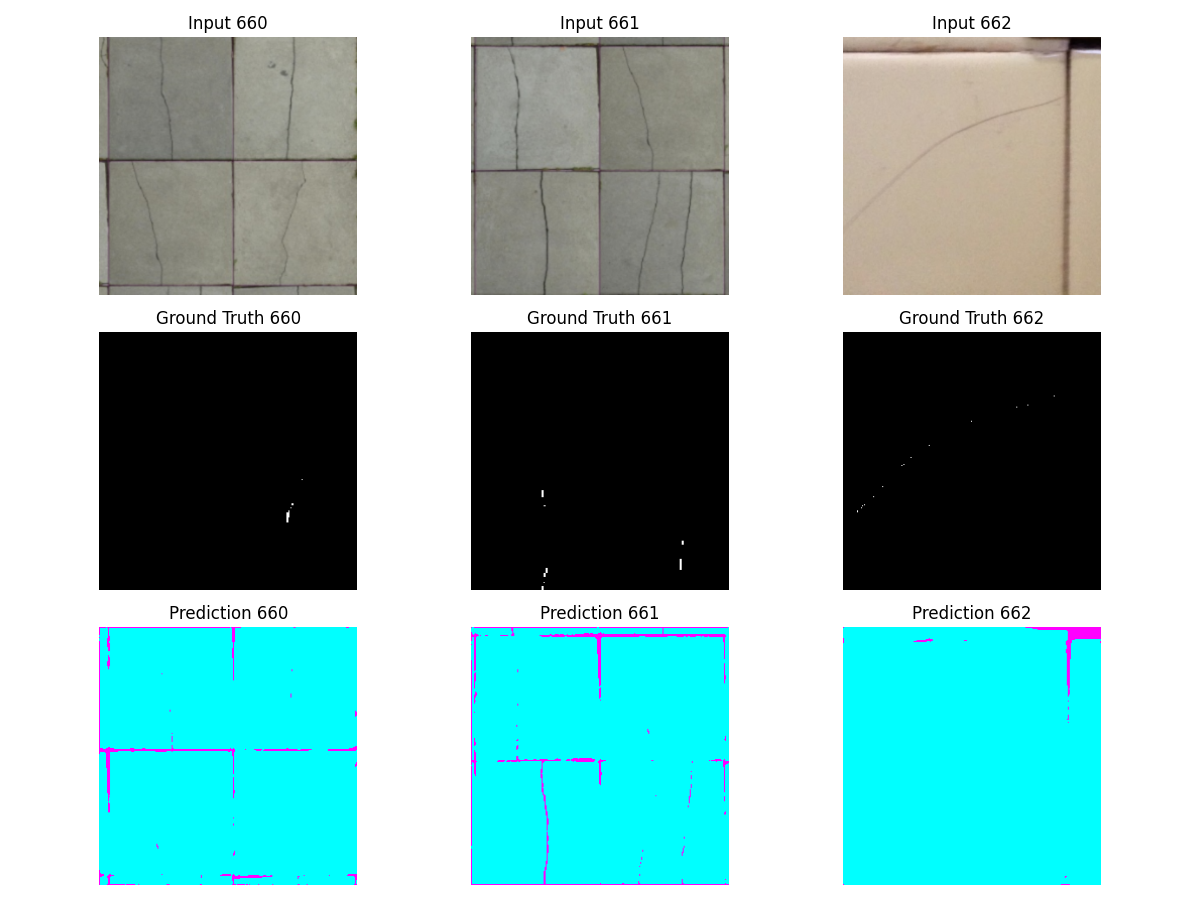 Input 660
Input 661
Input 662
Ground Truth 660
Ground Truth 661
Ground Truth 662
Prediction 660
Prediction 661
Prediction 662